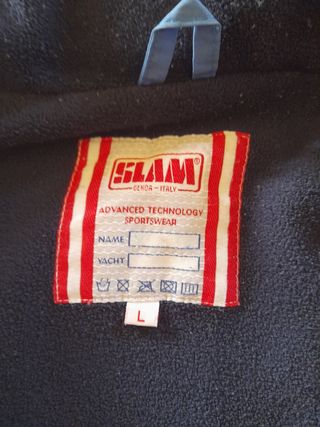 SLAM®
GENOA - ITALY
ADVANCED TECHNOLOGY
SPORTSWEAR
NAME
YACHT
L